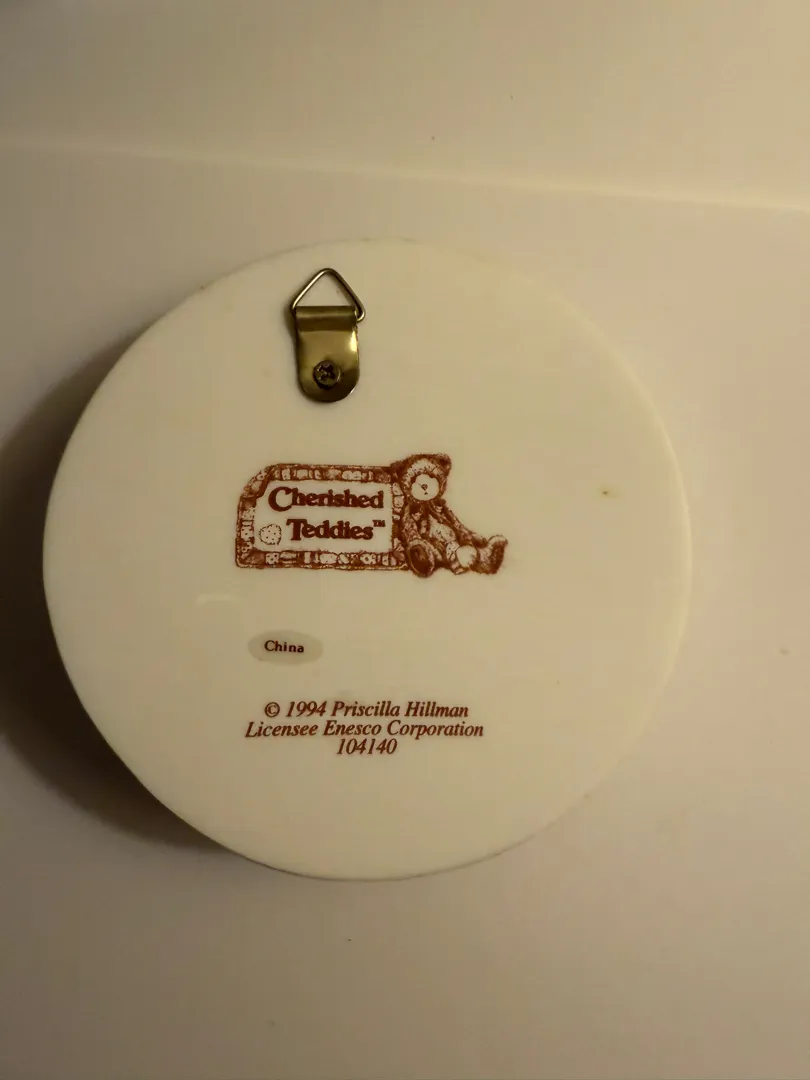 Cherished
Teddies™
China
© 1994 Priscilla Hillman
Licensee Enesco Corporation
104140